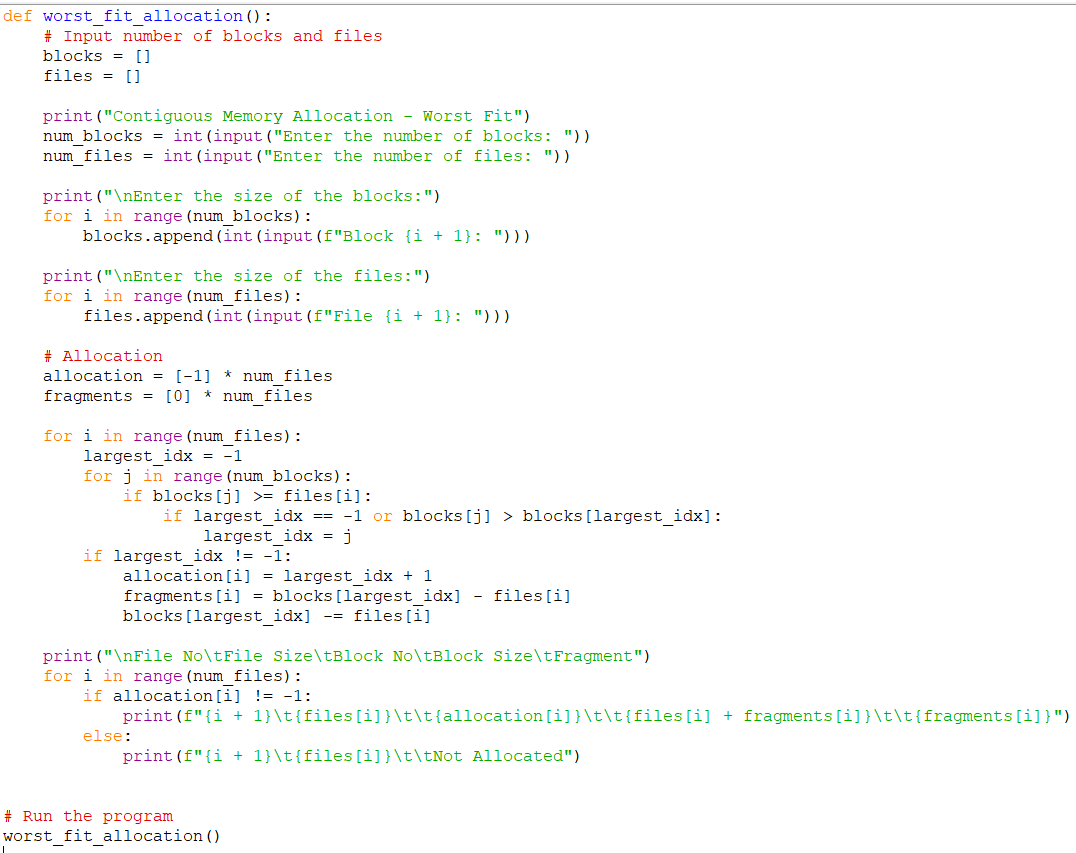 def worst_fit_allocation():
    # Input number of blocks and files
    blocks = []
    files = []

    print("Contiguous Memory Allocation - Worst Fit")
    num_blocks = int(input("Enter the number of blocks: "))
    num_files = int(input("Enter the number of files: "))

    print("\nEnter the size of the blocks:")
    for i in range(num_blocks):
        blocks.append(int(input(f"Block {i + 1}: ")))

    print("\nEnter the size of the files:")
    for i in range(num_files):
        files.append(int(input(f"File {i + 1}: ")))

    # Allocation
    allocation = [-1] * num_files
    fragments = [0] * num_files

    for i in range(num_files):
        largest_idx = -1
        for j in range(num_blocks):
            if blocks[j] >= files[i]:
                if largest_idx == -1 or blocks[j] > blocks[largest_idx]:
                    largest_idx = j
        if largest_idx != -1:
            allocation[i] = largest_idx + 1
            fragments[i] = blocks[largest_idx] - files[i]
            blocks[largest_idx] -= files[i]

    print("\nFile No\tFile Size\tBlock No\tBlock Size\tFragment")
    for i in range(num_files):
        if allocation[i] != -1:
            print(f"{i + 1}\t{files[i]}\t\t{allocation[i]}\t\t{files[i] + fragments[i]}\t\t{fragments[i]}")
        else:
            print(f"{i + 1}\t{files[i]}\t\tNot Allocated")


# Run the program
worst_fit_allocation()